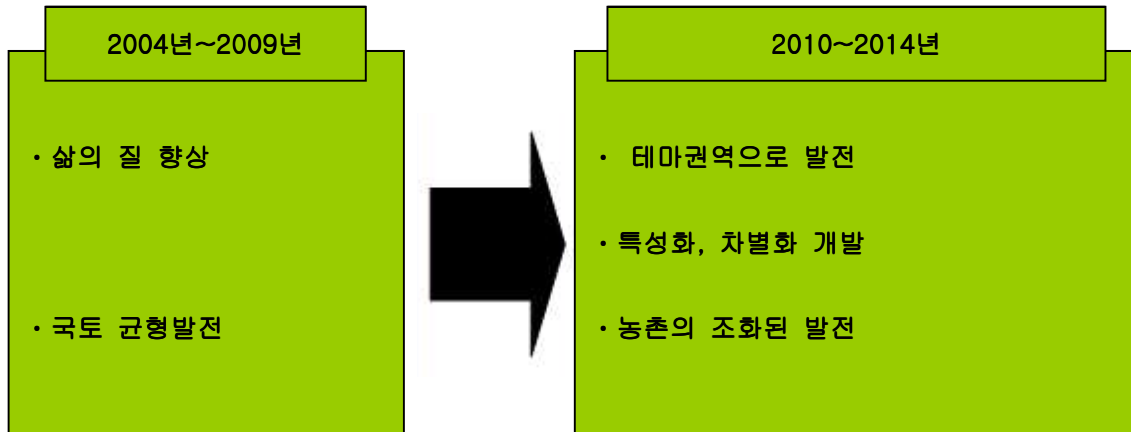 2004년~2009년
・삶의 질 향상
・국토 균형발전
2010~2014년
・ 테마권역으로 발전
・특성화, 차별화 개발
・농촌의 조화된 발전